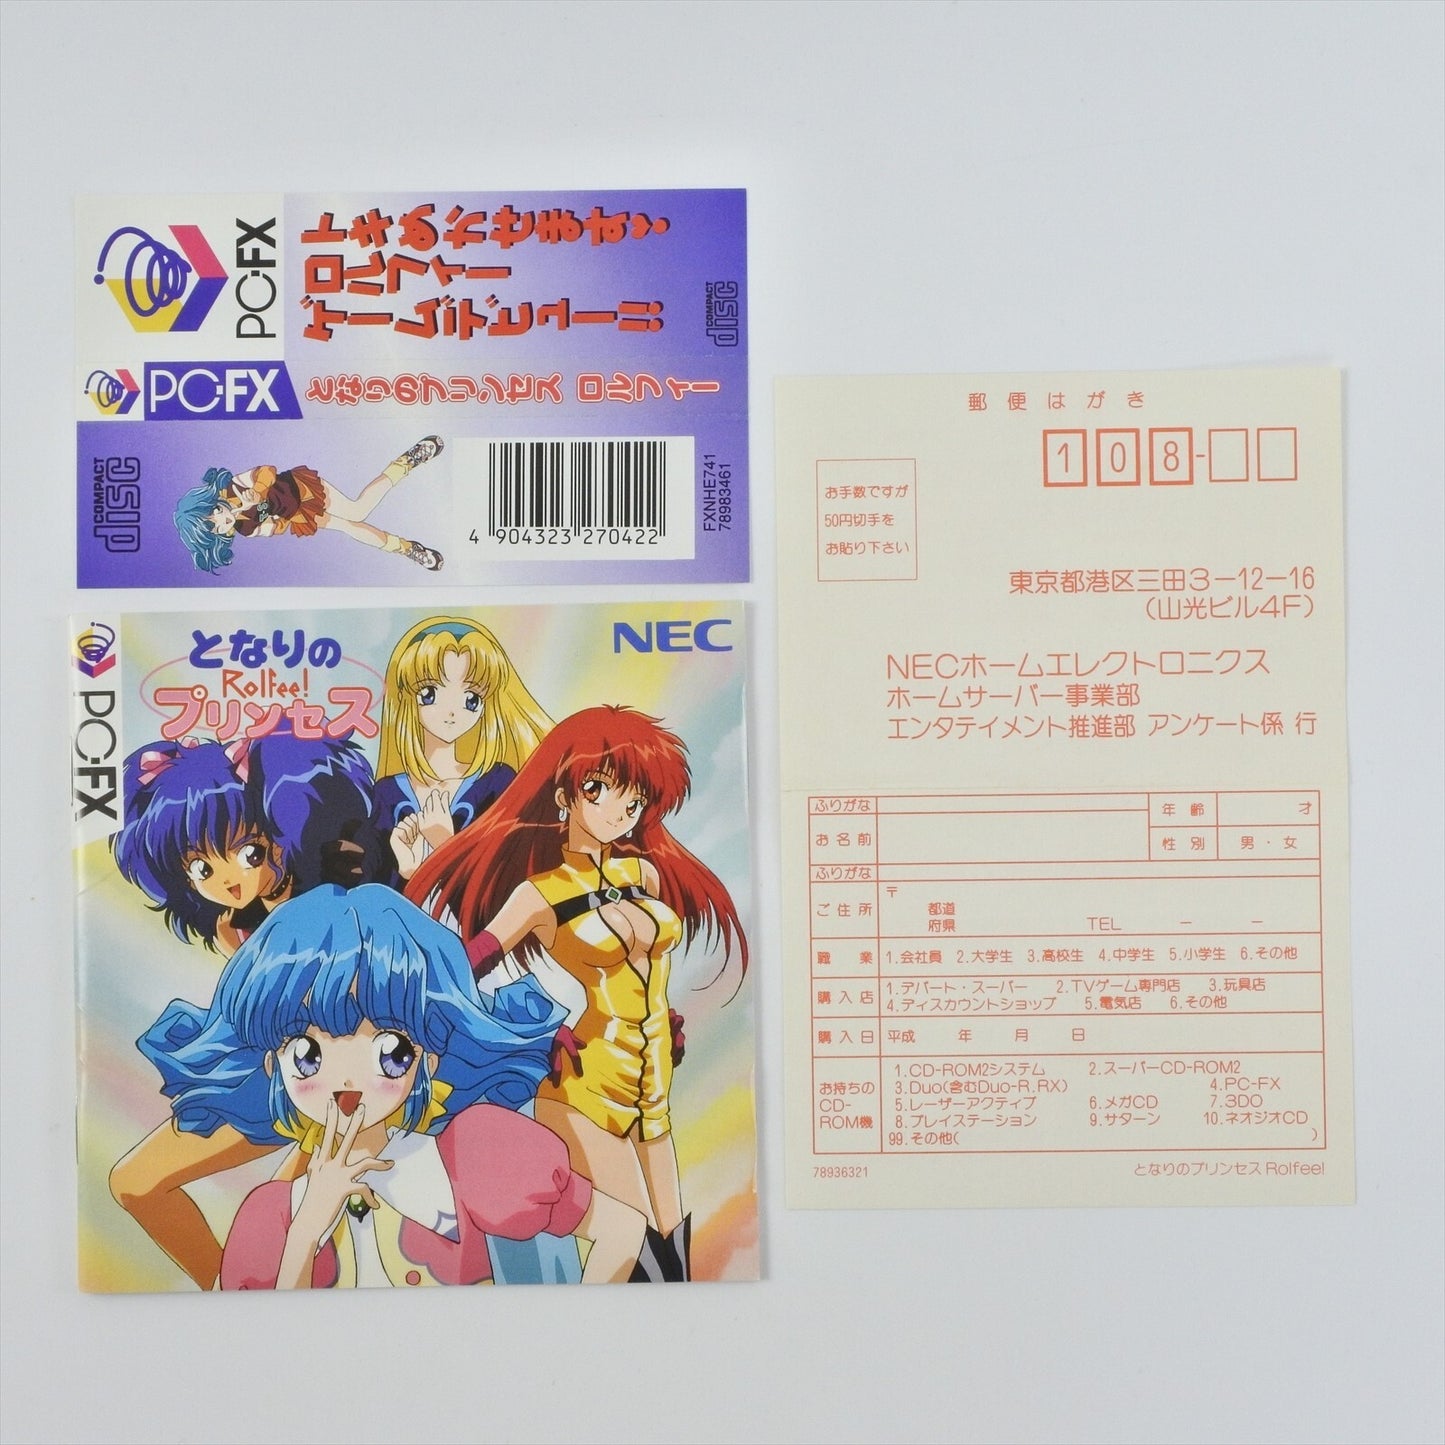 PC-FX
トキめかせます♥
ロルフィー
ゲームデビュー!!
COMPACT
disc
PC-FX
となりのプリンセス ロルフィー
COMPACT
disc
4 904323 270422
FXNHE741
78983461
PC-FX
となりの
Rolfee!
プリンセス
NEC
郵便はがき
108-
お手数ですが
50円切手を
お貼り下さい
東京都港区三田3-12-16
(山光ビル4F)
NECホームエレクトロニクス
ホームサーバー事業部
エンタテイメント推進部 アンケート係 行
ふりがな
お名前
年齢 才
性別 男・女
ふりがな
ご住所 〒
都道
府県 TEL － －
職業 1.会社員 2.大学生 3.高校生 4.中学生 5.小学生 6.その他
購入店 1.デパート・スーパー 2.TVゲーム専門店 3.玩具店
4.ディスカウントショップ 5.電気店 6.その他
購入日 平成 年 月 日
お持ちの
CD-
ROM機
1.CD-ROM2システム 2.スーパーCD-ROM2
3.Duo(含むDuo-R.RX) 4.PC-FX
5.レーザーアクティブ 6.メガCD 7.3DO
8.プレイステーション 9.サターン 10.ネオジオCD
99.その他( )
78936321
となりのプリンセス Rolfee!